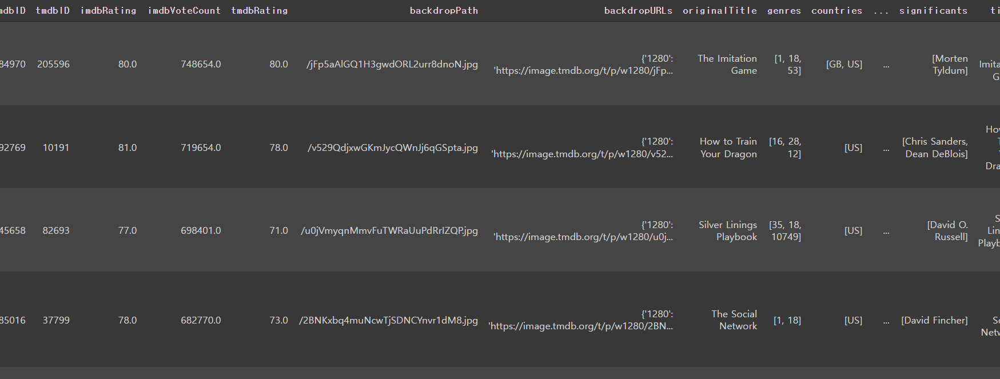 mdbID tmdbID imdbRating imdbVoteCount tmdbRating backdropPath backdropURLs originalTitle genres countries ... significants ti
84970 205596 80.0 748654.0 80.0 /jFp5aAlGQ1H3gwdORL2urr8dnoN.jpg {'1280': 'https://image.tmdb.org/t/p/w1280/jFp... The Imitation Game [1, 18, 53] [GB, US] ... [Morten Tyldum] Imita G
92769 10191 81.0 719654.0 78.0 /v529QdjxwGKmJycQWnJj6qGSpta.jpg {'1280': 'https://image.tmdb.org/t/p/w1280/v52... How to Train Your Dragon [16, 28, 12] [US] ... [Chris Sanders, Dean DeBlois] How T Y Dra
45658 82693 77.0 698401.0 71.0 /u0jVmyqnMmvFuTWRaUuPdRrIZQP.jpg {'1280': 'https://image.tmdb.org/t/p/w1280/u0j... Silver Linings Playbook [35, 18, 10749] [US] ... [David O. Russell] S Lin Playb
85016 37799 78.0 682770.0 73.0 /2BNKxbq4muNcwTjSDNCYnvr1dM8.jpg {'1280': 'https://image.tmdb.org/t/p/w1280/2BN... The Social Network [1, 18] [US] ... [David Fincher] So Netw